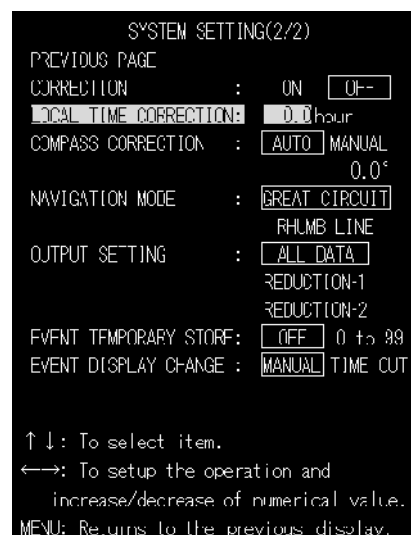 SYSTEM SETTING(2/2)
PREVIOUS PAGE
CORRECTION : ON OFF
LOCAL TIME CORRECTION: 0.0 hour
COMPASS CORRECTION : AUTO MANUAL
0.0°
NAVIGATION MODE : GREAT CIRCUIT
RHUMB LINE
OUTPUT SETTING : ALL DATA
REDUCTION-1
REDUCTION-2
EVENT TEMPORARY STORE: OFF 0 to 99
EVENT DISPLAY CHANGE : MANUAL TIME CUT
↑↓: To select item.
←→: To setup the operation and
increase/decrease of numerical value.
MENU: Returns to the previous display.